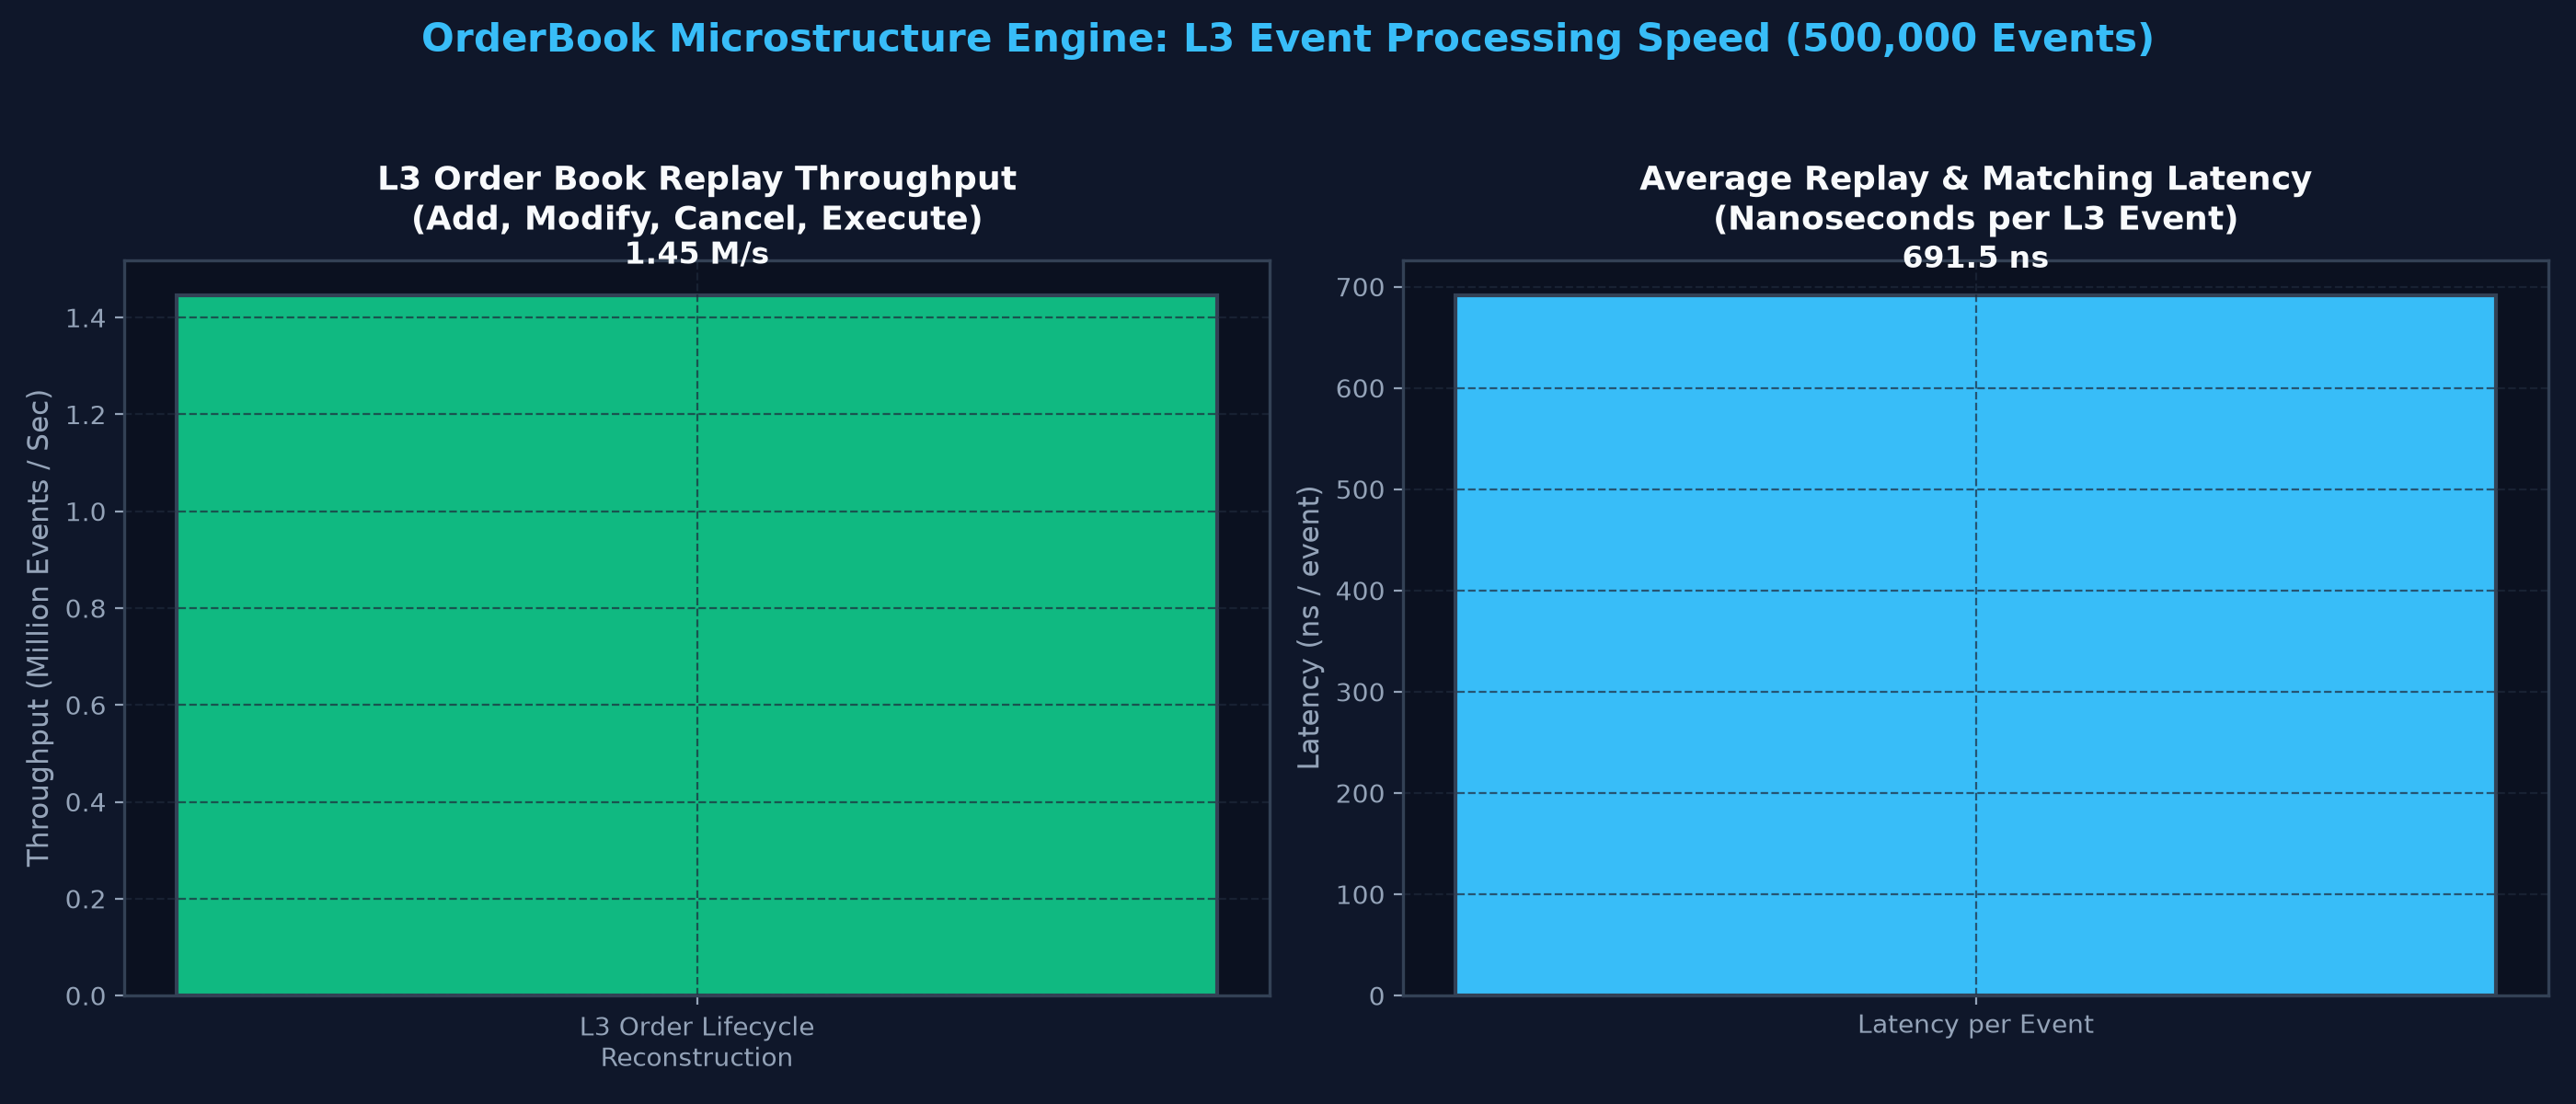 OrderBook Microstructure Engine: L3 Event Processing Speed (500,000 Events)
L3 Order Book Replay Throughput
(Add, Modify, Cancel, Execute)
1.45 M/s
Throughput (Million Events / Sec)
1.4
1.2
1.0
0.8
0.6
0.4
0.2
0.0
L3 Order Lifecycle
Reconstruction
Average Replay & Matching Latency
(Nanoseconds per L3 Event)
691.5 ns
Latency (ns / event)
700
600
500
400
300
200
100
0
Latency per Event